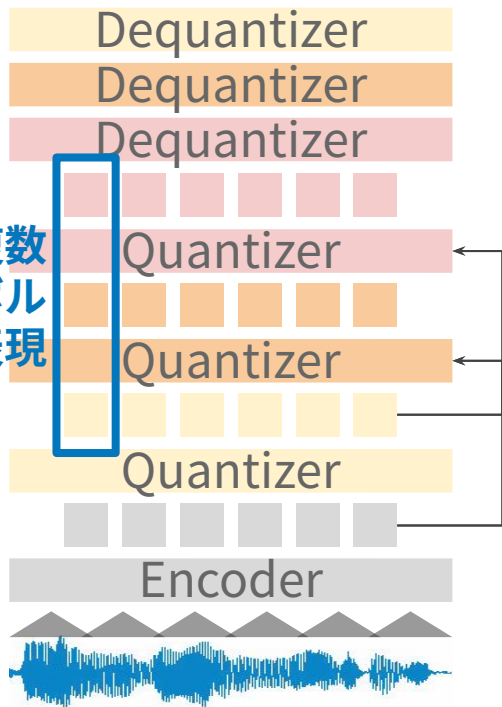 Dequantizer
Dequantizer
Dequantizer
数
Quantizer
ル
現
Quantizer
Quantizer
Encoder